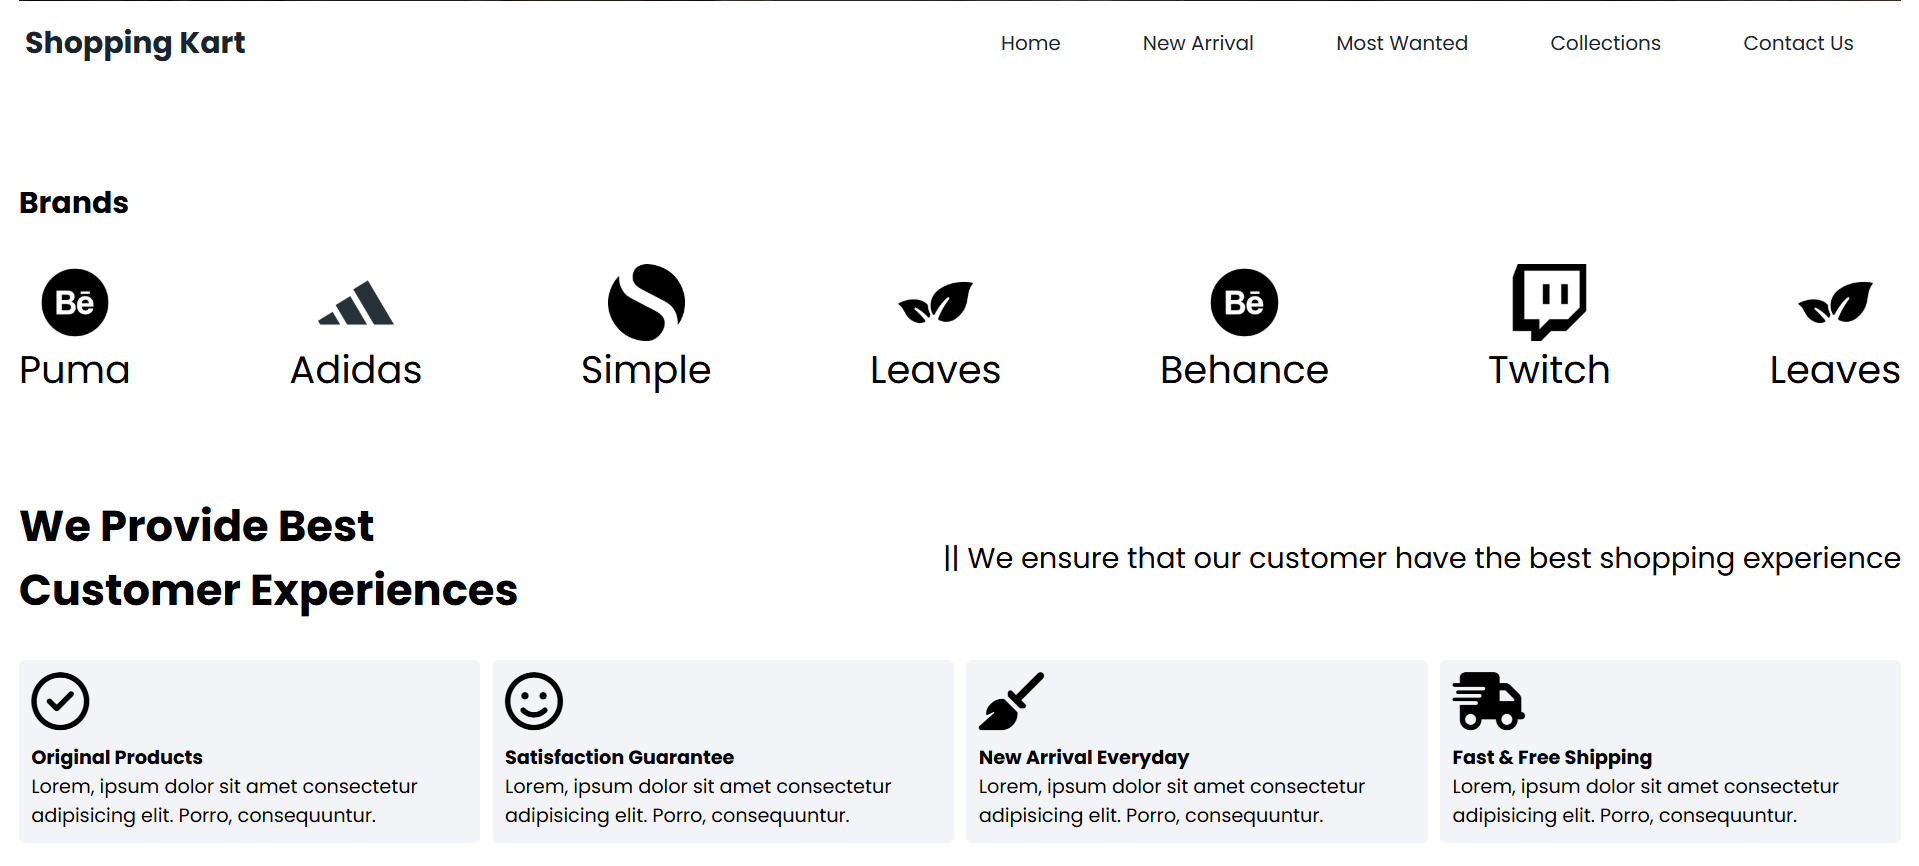 Shopping Kart
Home New Arrival Most Wanted Collections Contact Us
Brands
Bē Bē
Puma Adidas Simple Leaves Behance Twitch Leaves
We Provide Best
Customer Experiences
|| We ensure that our customer have the best shopping experience
Original Products
Lorem, ipsum dolor sit amet consectetur
adipisicing elit. Porro, consequuntur.
Satisfaction Guarantee
Lorem, ipsum dolor sit amet consectetur
adipisicing elit. Porro, consequuntur.
New Arrival Everyday
Lorem, ipsum dolor sit amet consectetur
adipisicing elit. Porro, consequuntur.
Fast & Free Shipping
Lorem, ipsum dolor sit amet consectetur
adipisicing elit. Porro, consequuntur.